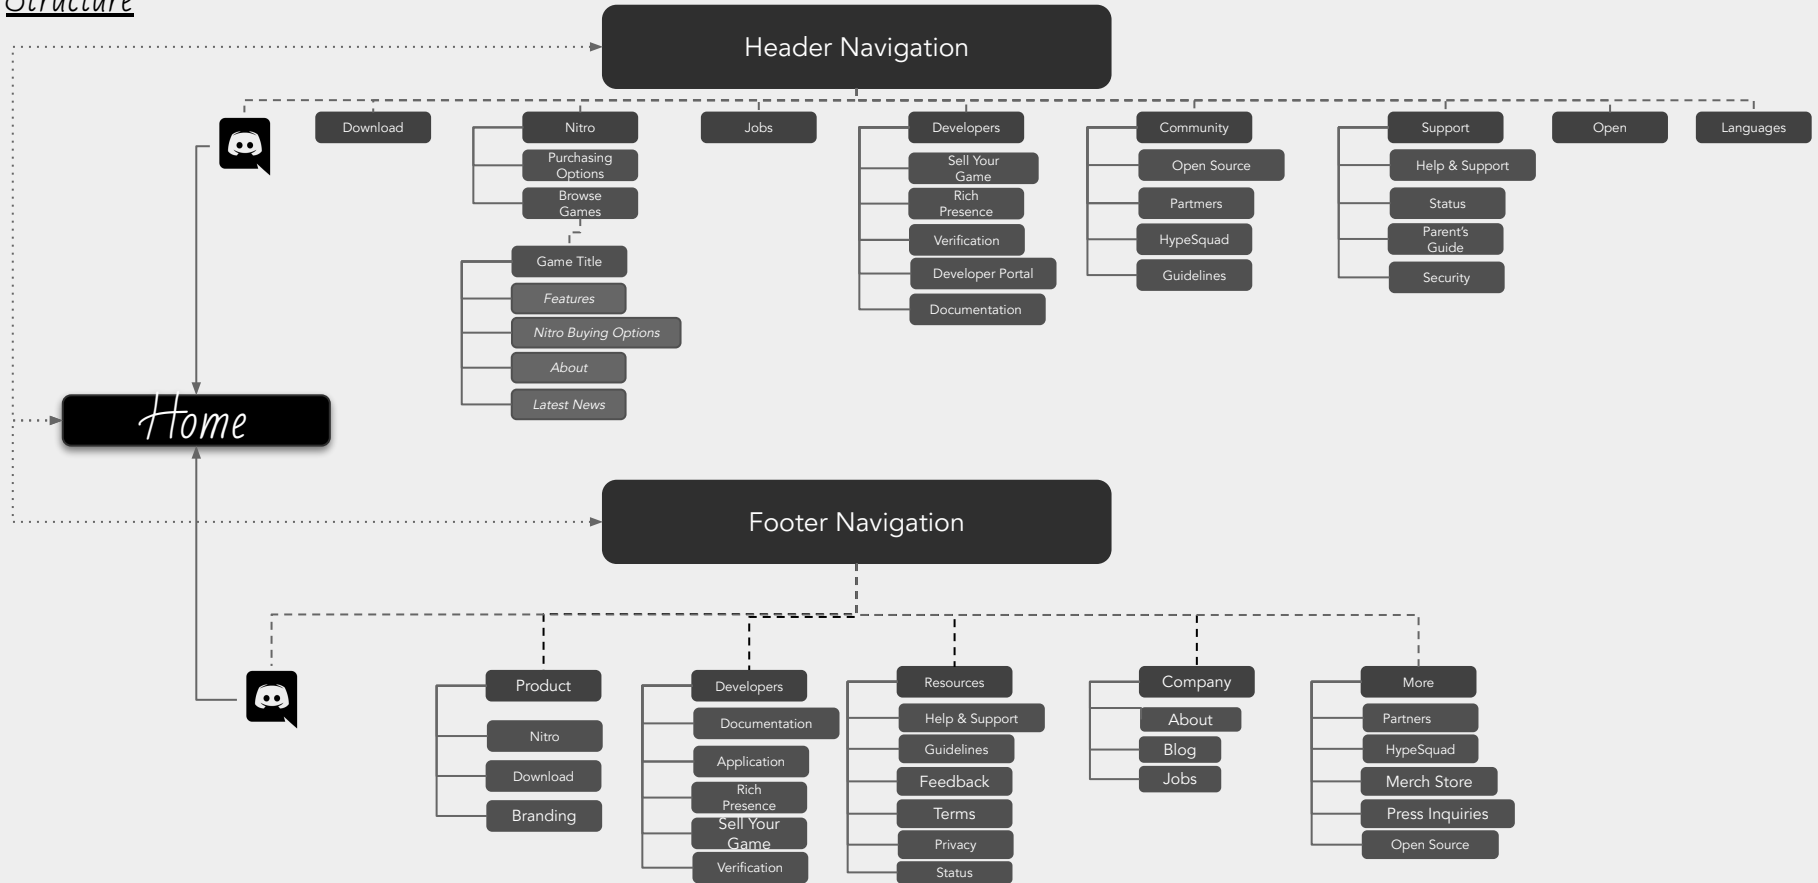 Structure
Header Navigation
Download
Nitro
Jobs
Developers
Community
Support
Open
Languages
Purchasing
Options
Browse
Games
Game Title
Features
Nitro Buying Options
About
Latest News
Sell Your
Game
Rich
Presence
Verification
Developer Portal
Documentation
Open Source
Partmers
HypeSquad
Guidelines
Help & Support
Status
Parent's
Guide
Security
Home
Footer Navigation
Product
Nitro
Download
Branding
Developers
Documentation
Application
Rich
Presence
Sell Your
Game
Verification
Resources
Help & Support
Guidelines
Feedback
Terms
Privacy
Status
Company
About
Blog
Jobs
More
Partners
HypeSquad
Merch Store
Press Inquiries
Open Source